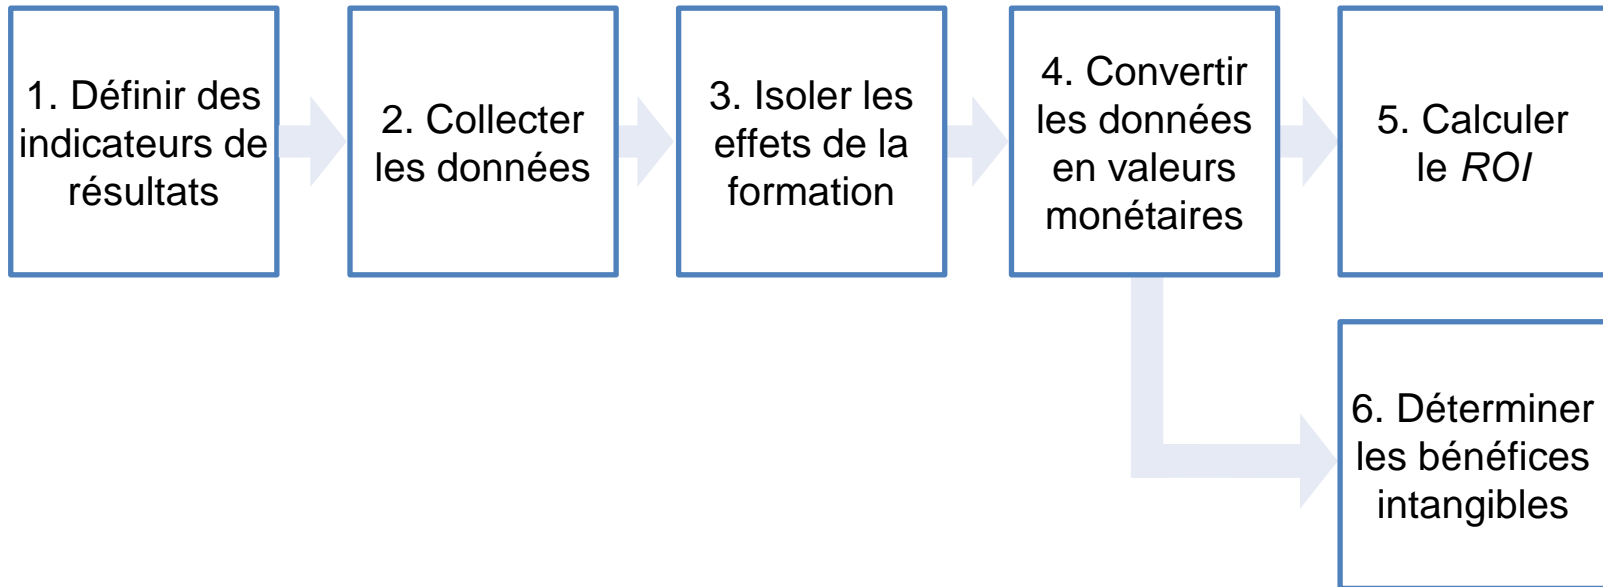 1. Définir des
indicateurs de
résultats
2. Collecter
les données
3. Isoler les
effets de la
formation
4. Convertir
les données
en valeurs
monétaires
5. Calculer
le ROI
6. Déterminer
les bénéfices
intangibles